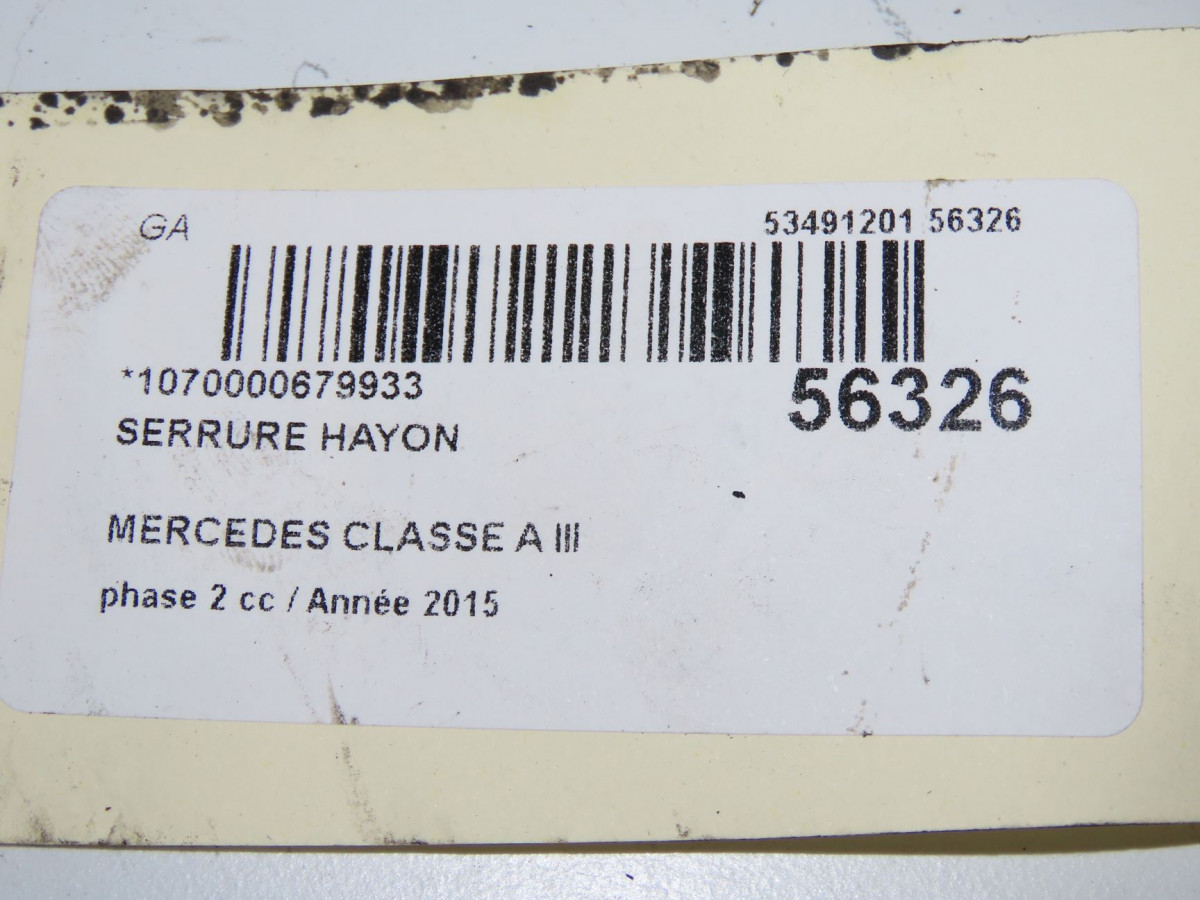 GA 53491201 56326
*1070000679933 56326
SERRURE HAYON
MERCEDES CLASSE A III
phase 2 cc / Année 2015